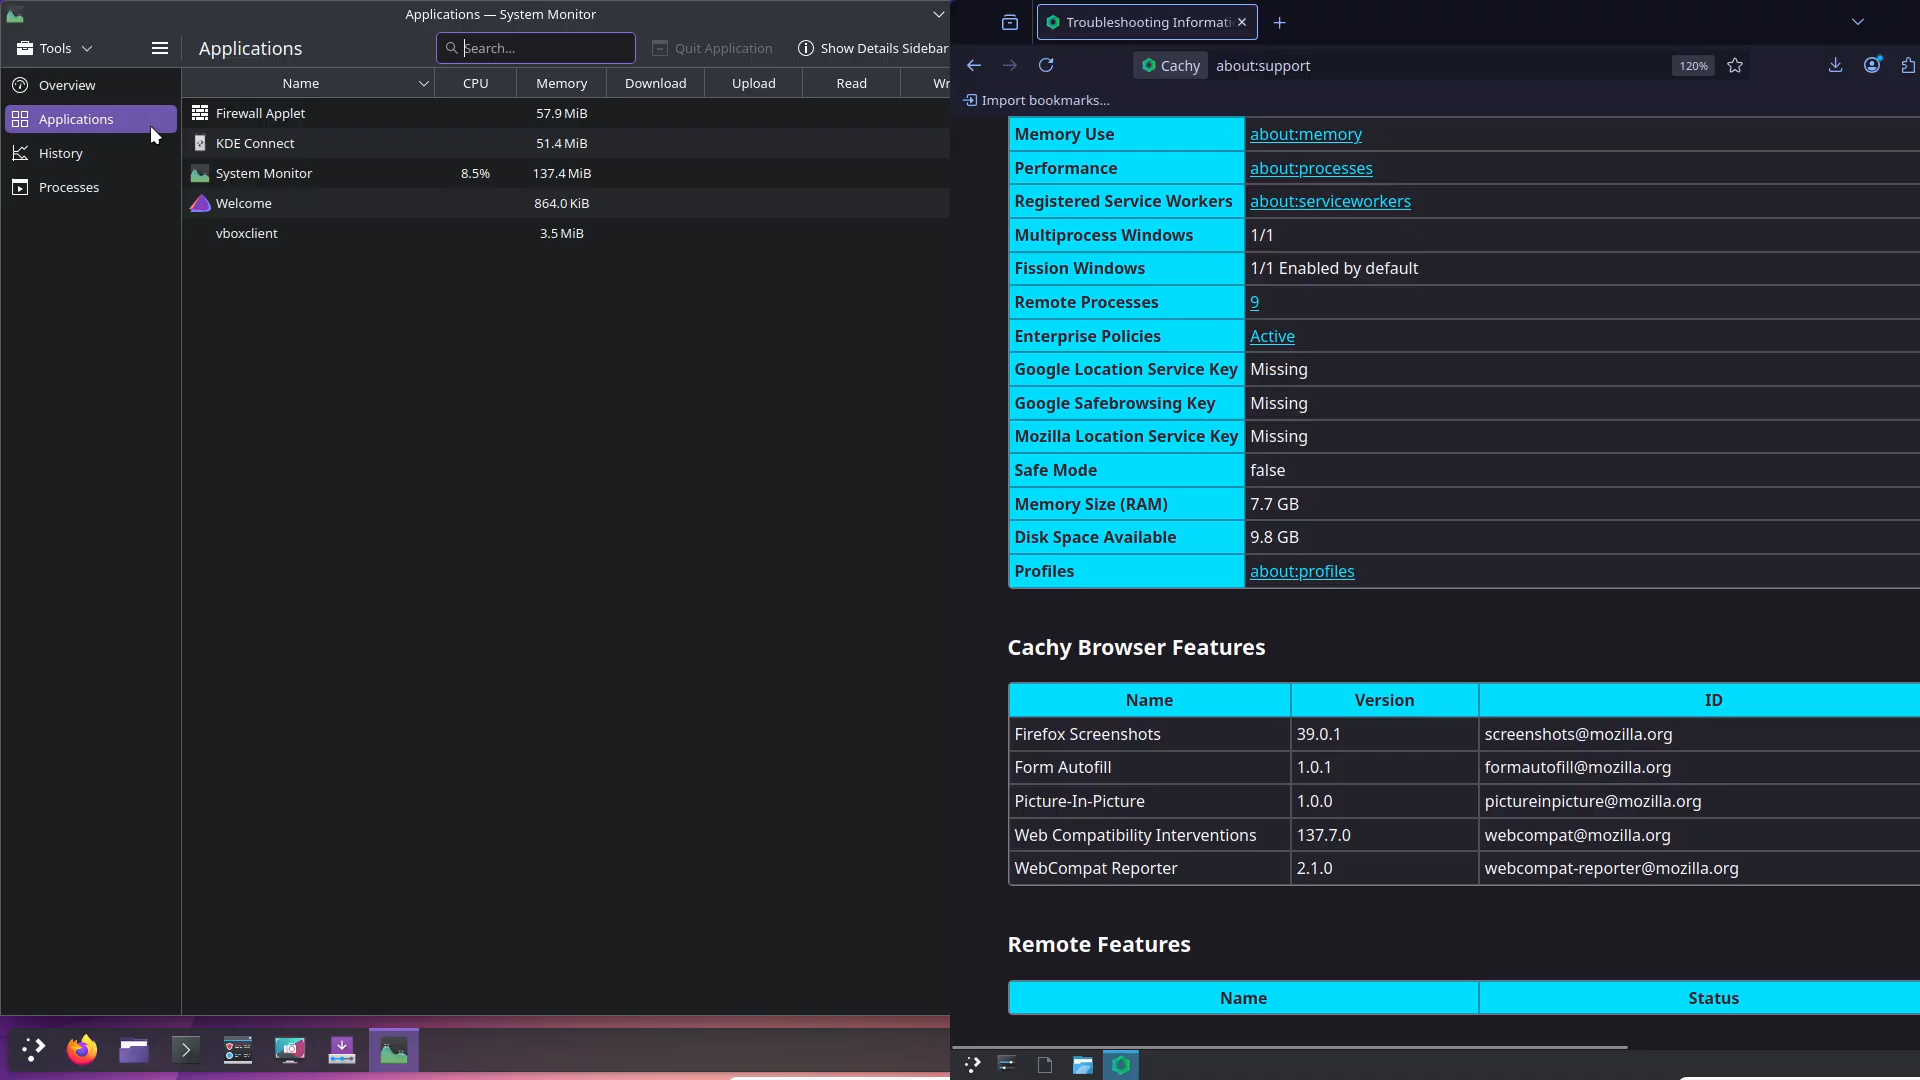 Applications — System Monitor
Tools
Applications
Search...
Quit Application
Show Details Sidebar
Overview
Applications
History
Processes
Name CPU Memory Download Upload Read Wr
Firewall Applet 57.9 MiB
KDE Connect 51.4 MiB
System Monitor 8.5% 137.4 MiB
Welcome 864.0 KiB
vboxclient 3.5 MiB
Troubleshooting Informati
Cachy about:support 120%
Import bookmarks...
Memory Use about:memory
Performance about:processes
Registered Service Workers about:serviceworkers
Multiprocess Windows 1/1
Fission Windows 1/1 Enabled by default
Remote Processes 9
Enterprise Policies Active
Google Location Service Key Missing
Google Safebrowsing Key Missing
Mozilla Location Service Key Missing
Safe Mode false
Memory Size (RAM) 7.7 GB
Disk Space Available 9.8 GB
Profiles about:profiles
Cachy Browser Features
Name Version ID
Firefox Screenshots 39.0.1 screenshots@mozilla.org
Form Autofill 1.0.1 formautofill@mozilla.org
Picture-In-Picture 1.0.0 pictureinpicture@mozilla.org
Web Compatibility Interventions 137.7.0 webcompat@mozilla.org
WebCompat Reporter 2.1.0 webcompat-reporter@mozilla.org
Remote Features
Name Status